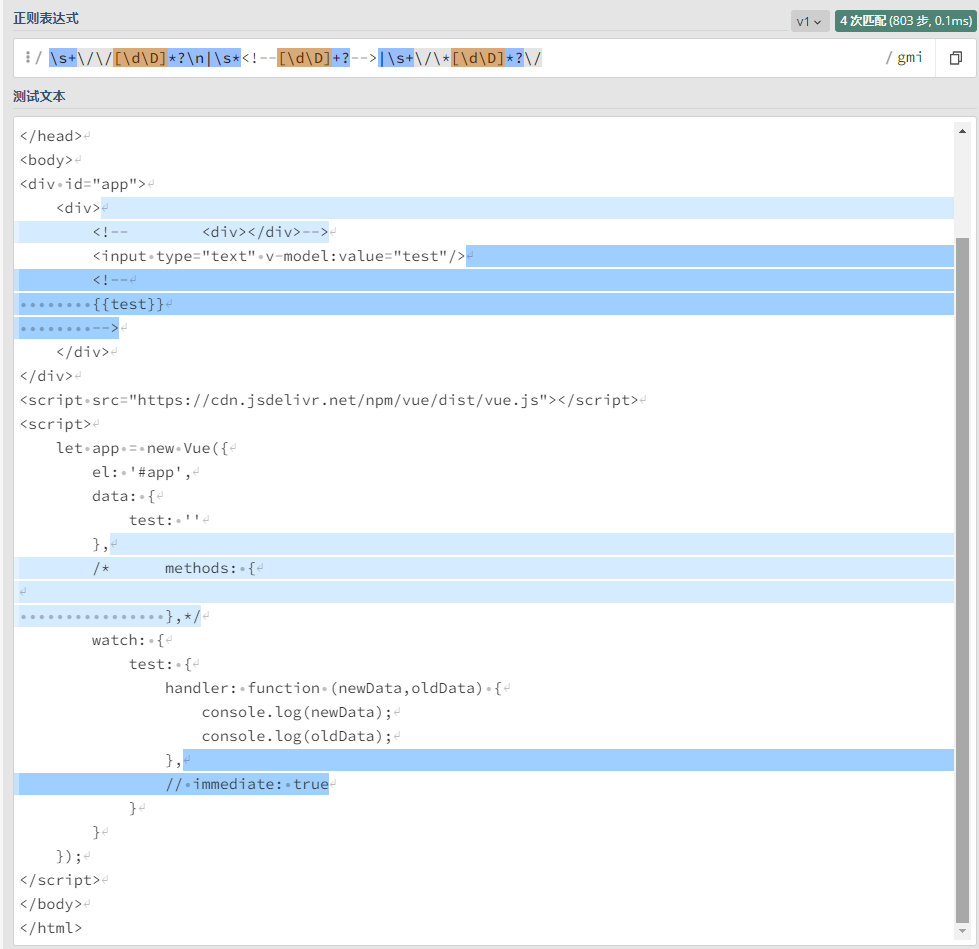 正则表达式
v1
4 次匹配 (803 步, 0.1ms)
/ \s+\/\/[\d\D]*?\n|\s*<!--[\d\D]+?-->|\s+\/\*[\d\D]*?\/ / gmi
测试文本
</head>
<body>
<div id="app">
    <div>
        <!--        <div></div>-->
        <input type="text" v-model:value="test"/>
        <!--
        {{test}}
        -->
    </div>
</div>
<script src="https://cdn.jsdelivr.net/npm/vue/dist/vue.js"></script>
<script>
    let app = new Vue({
        el: '#app',
        data: {
            test: ''
        },
        /*      methods: {

                },*/
        watch: {
            test: {
                handler: function (newData,oldData) {
                    console.log(newData);
                    console.log(oldData);
                },
                // immediate: true
            }
        }
    });
</script>
</body>
</html>